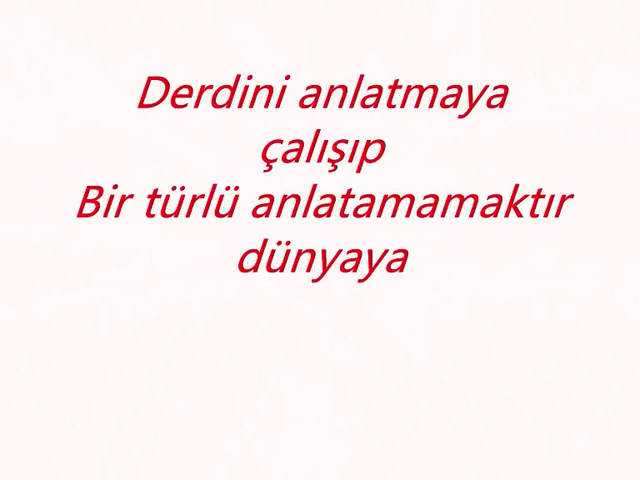 Derdini anlatmaya
çalışıp
Bir türlü anlatamamaktır
dünyaya